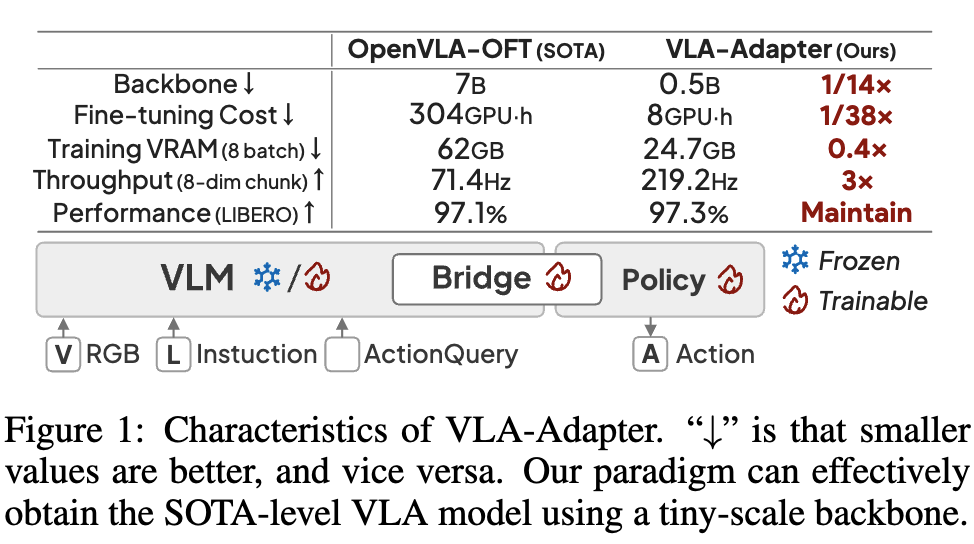 OpenVLA-OFT (SOTA) VLA-Adapter (Ours)
Backbone ↓ 7B 0.5B 1/14×
Fine-tuning Cost ↓ 304GPU·h 8GPU·h 1/38×
Training VRAM (8 batch) ↓ 62GB 24.7GB 0.4×
Throughput (8-dim chunk) ↑ 71.4Hz 219.2Hz 3×
Performance (LIBERO) ↑ 97.1% 97.3% Maintain
VLM / Bridge Policy Frozen
Trainable
V RGB L Instuction ActionQuery A Action
Figure 1: Characteristics of VLA-Adapter. “↓” is that smaller
values are better, and vice versa. Our paradigm can effectively
obtain the SOTA-level VLA model using a tiny-scale backbone.